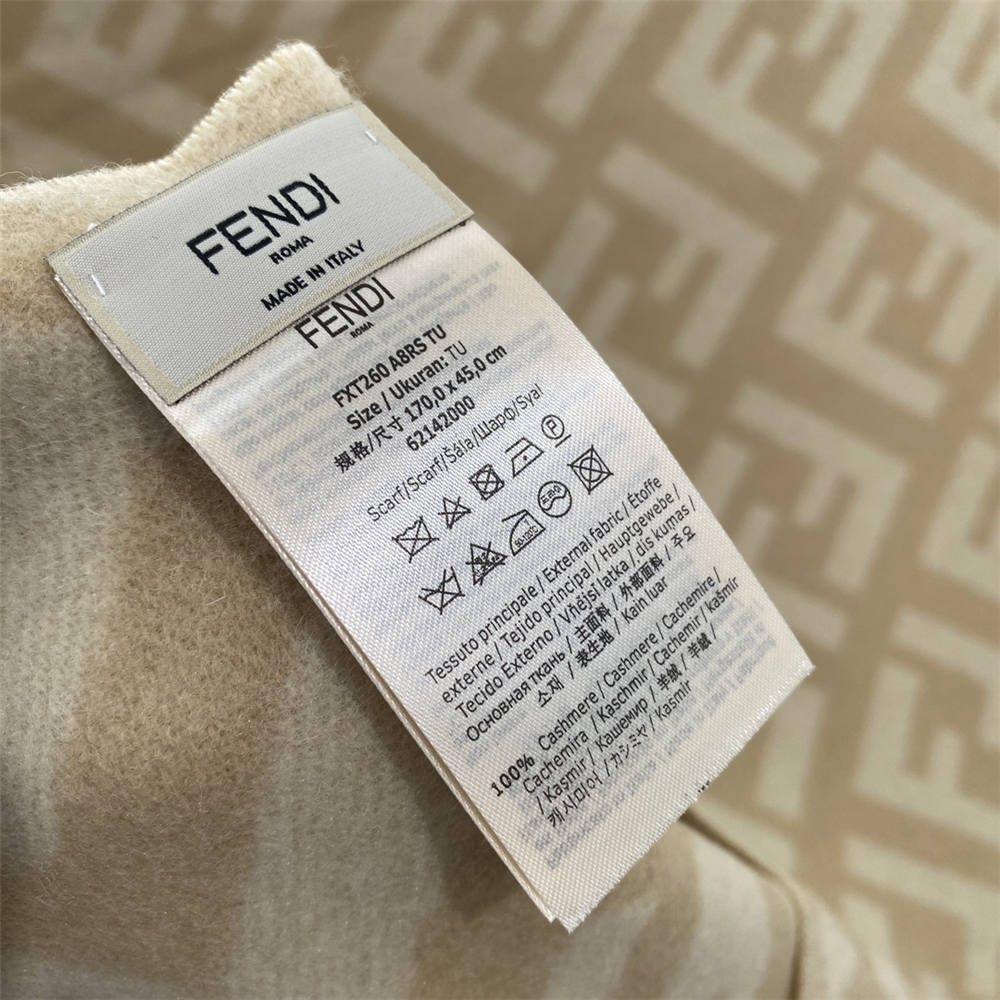 FENDI
ROMA
MADE IN ITALY
FENDI
ROMA
FXT260 A8RS TU
Size / Ukuran: TU
规格/尺寸 170,0 x 45,0 cm
62142000
Scarf/Scarf/Šála/Шарф/Syal
P
Tessuto principale / External fabric / Étoffe
externe / Tejido principal / Hauptgewebe /
Tecido Externo / Vnější latka / dis kumaş /
Основная ткань / 主面料 / 外部面料 / 주요
소재 / 表生地 / Kain luar
100% Cashmere / Cashmere / Cachemire /
Cachemira / Kaschmir / Cachemir / kašmír
/ Kaşmir / Кашемир / 羊绒 / 羊絨 /
캐시미어 / カシミヤ / Kasmir